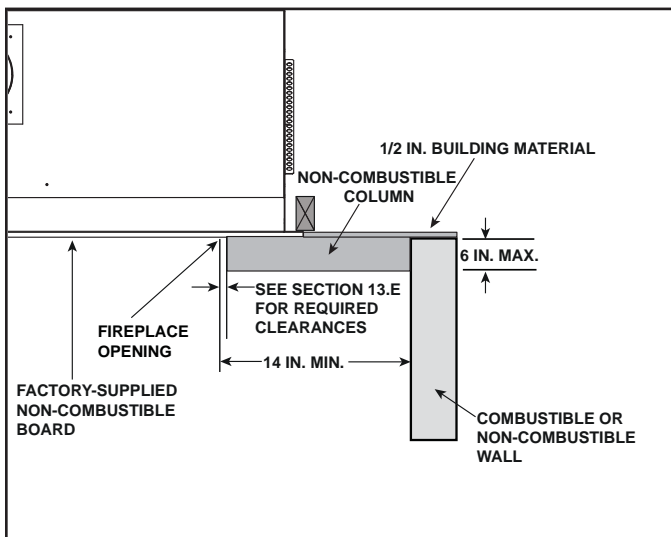 1/2 IN. BUILDING MATERIAL
NON-COMBUSTIBLE
COLUMN
6 IN. MAX.
SEE SECTION 13.E
FOR REQUIRED
CLEARANCES
FIREPLACE
OPENING
14 IN. MIN.
FACTORY-SUPPLIED
NON-COMBUSTIBLE
BOARD
COMBUSTIBLE OR
NON-COMBUSTIBLE
WALL